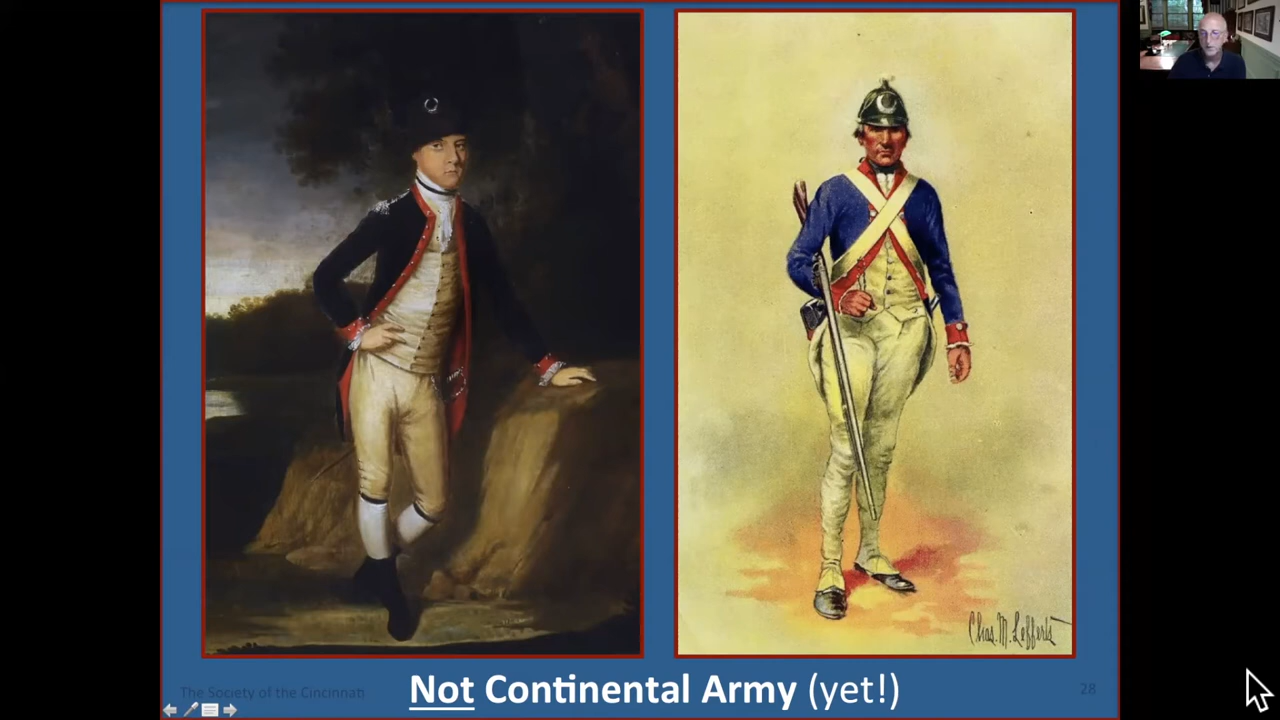 Chas. M. Lefferts
Not Continental Army (yet!)
The Society of the Cincinnati
28